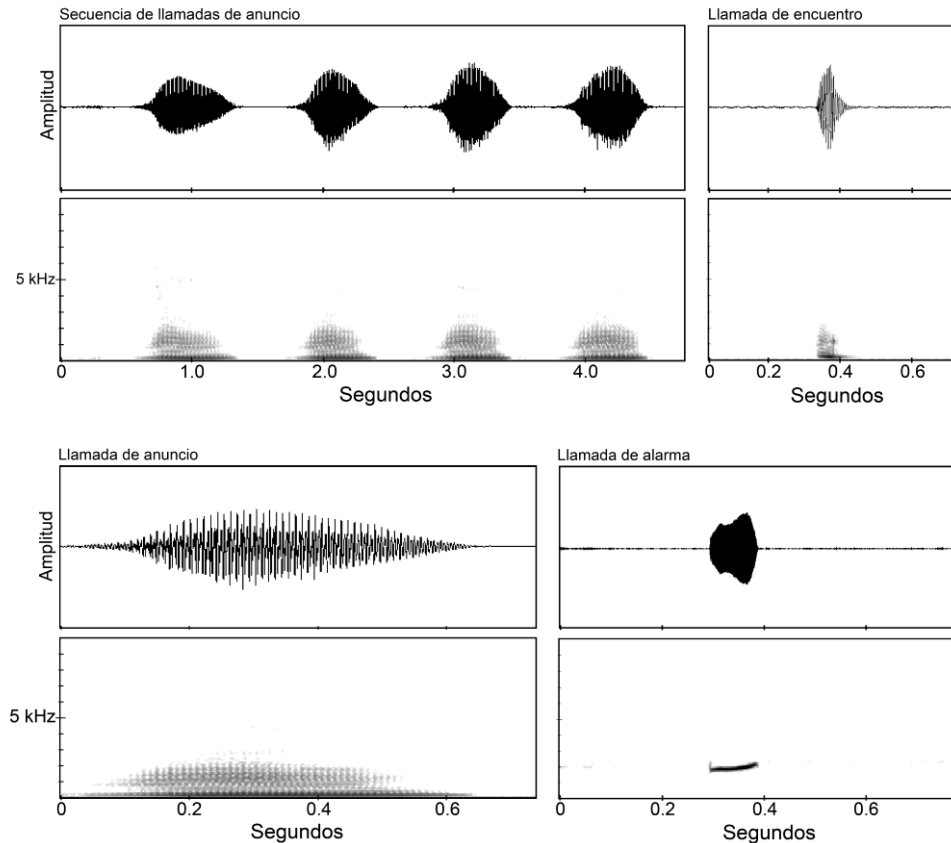 Secuencia de llamadas de anuncio
Amplitud
5 kHz
0 1.0 2.0 3.0 4.0
Segundos
Llamada de encuentro
0 0.2 0.4 0.6
Segundos
Llamada de anuncio
Amplitud
5 kHz
0 0.2 0.4 0.6
Segundos
Llamada de alarma
0 0.2 0.4 0.6
Segundos